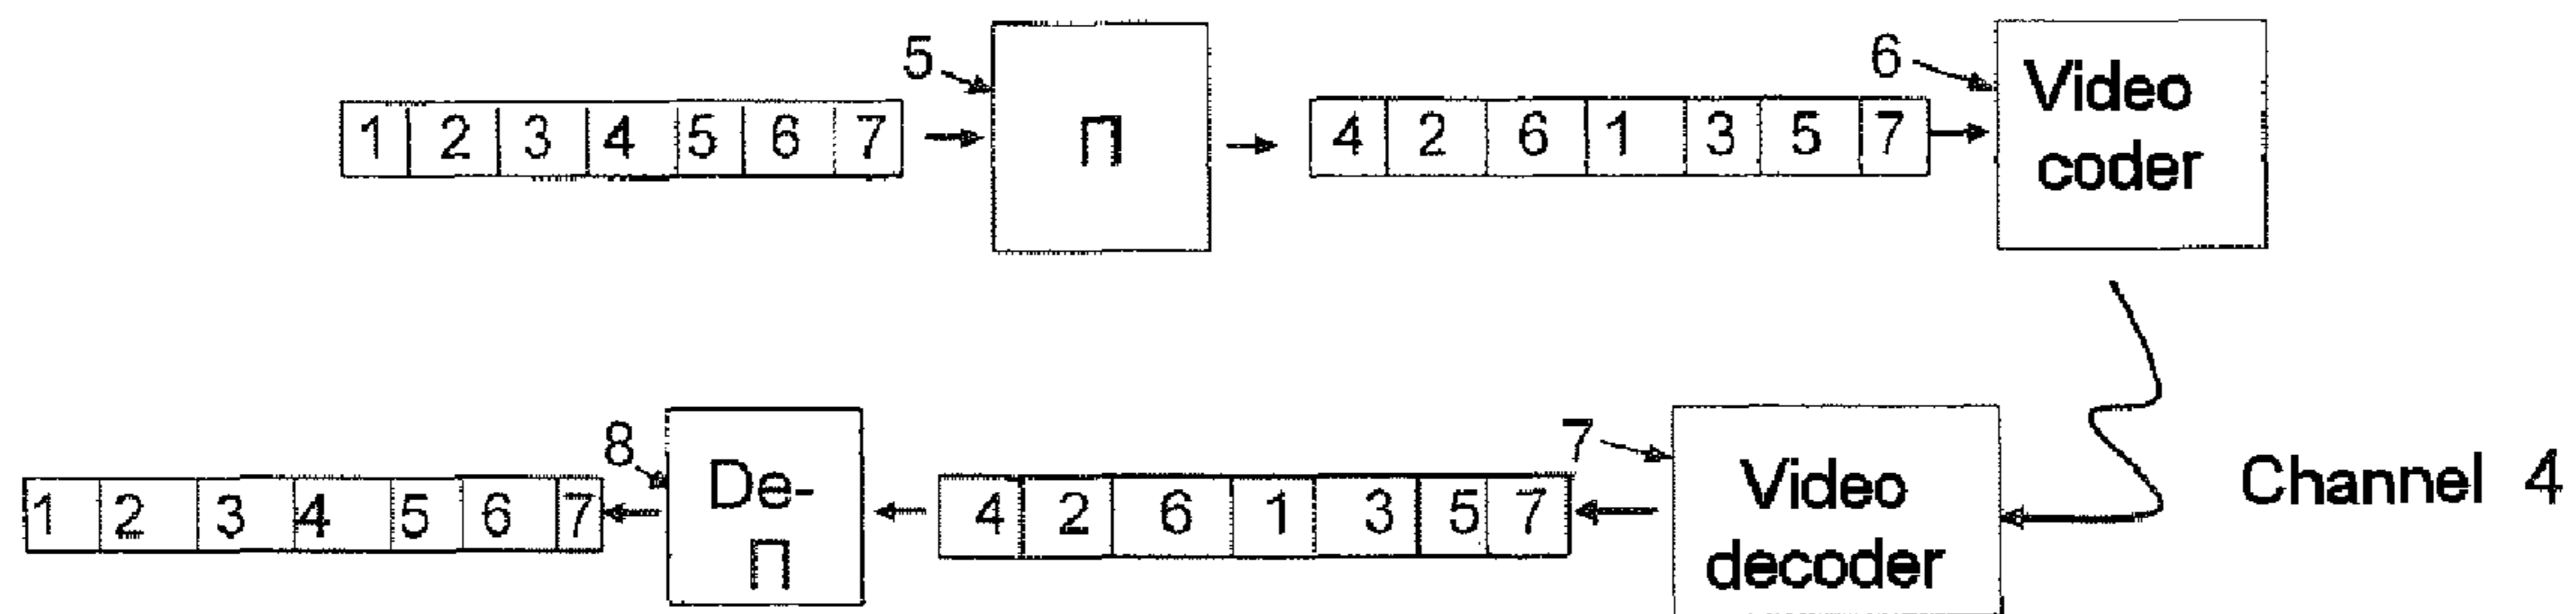 5
1 2 3 4 5 6 7
Π
4 2 6 1 3 5 7
6
Video
coder
8
1 2 3 4 5 6 7
De-
Π
4 2 6 1 3 5 7
7
Video
decoder
Channel 4